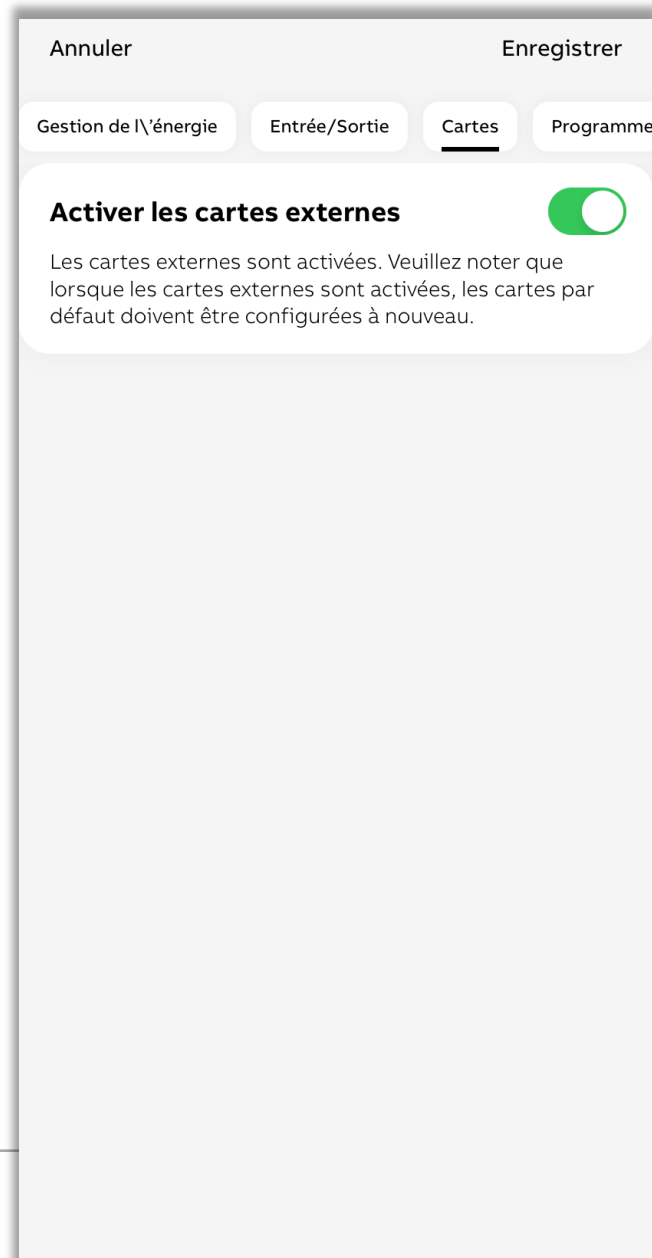 Annuler Enregistrer
Gestion de l\'énergie Entrée/Sortie Cartes Programme
Activer les cartes externes
Les cartes externes sont activées. Veuillez noter que
lorsque les cartes externes sont activées, les cartes par
défaut doivent être configurées à nouveau.